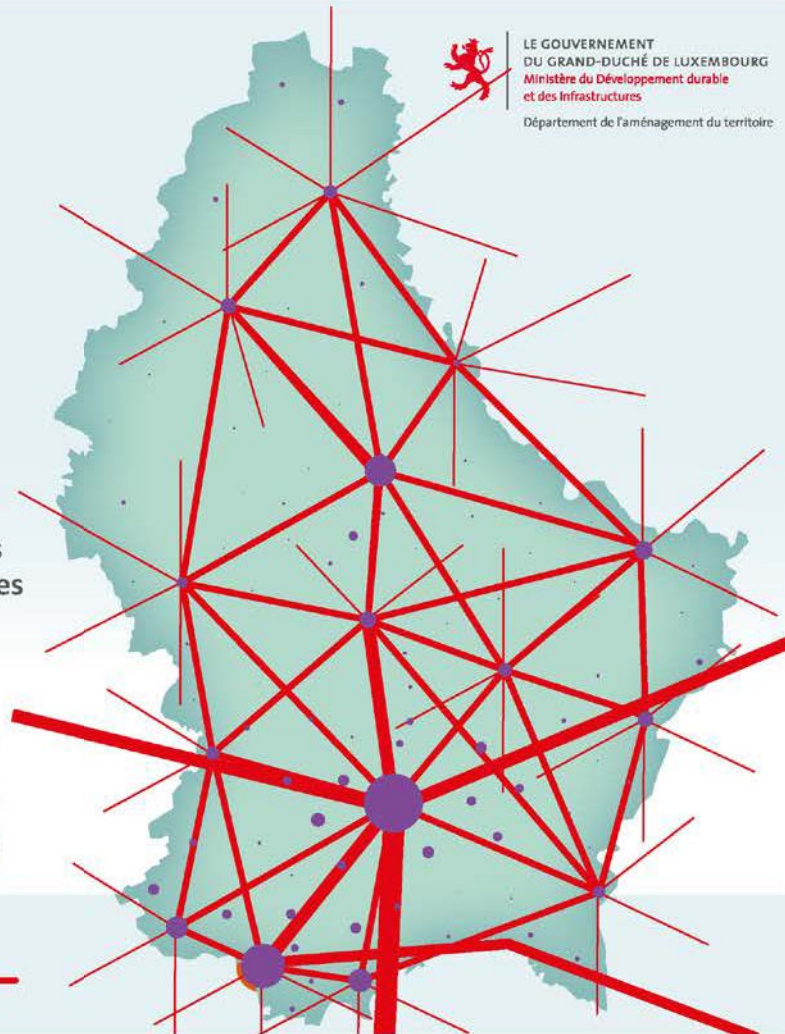 LE GOUVERNEMENT
DU GRAND-DUCHÉ DE LUXEMBOURG
Ministère du Développement durable
et des Infrastructures
Département de l'aménagement du territoire